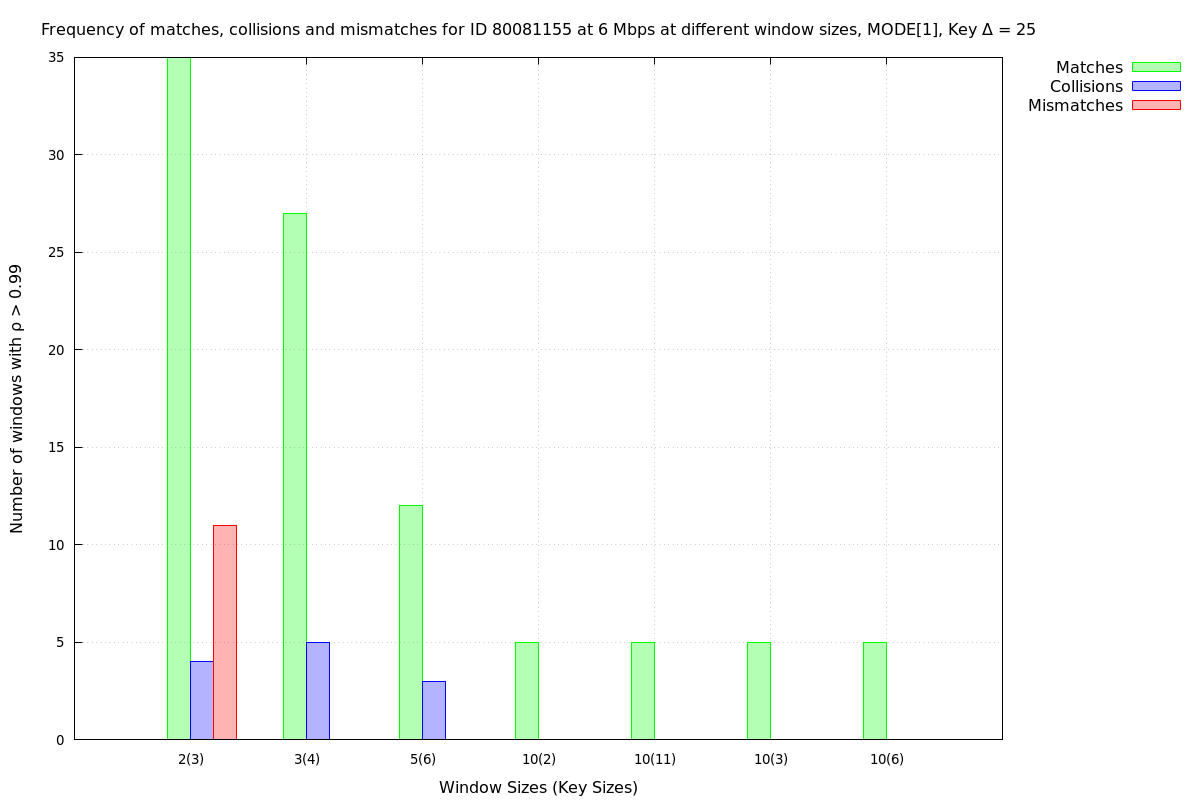 Frequency of matches, collisions and mismatches for ID 80081155 at 6 Mbps at different window sizes, MODE[1], Key Δ = 25
Matches
Collisions
Mismatches
Number of windows with ρ > 0.99
35
30
25
20
15
10
5
0
2(3) 3(4) 5(6) 10(2) 10(11) 10(3) 10(6)
Window Sizes (Key Sizes)